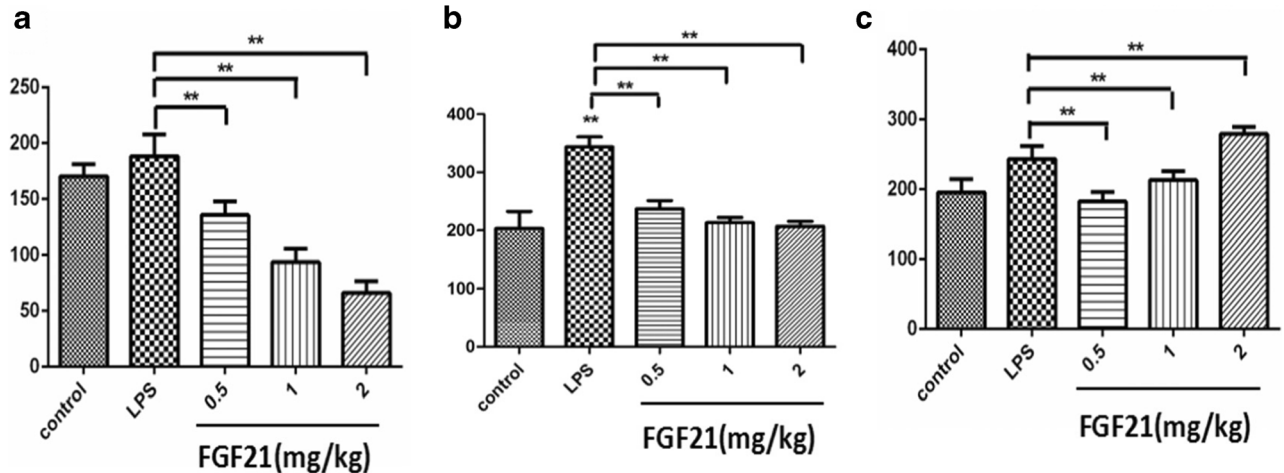 a
**
**
**
250
200
150
100
50
0
control
LPS
0.5
1
2
FGF21(mg/kg)
b
**
**
**
**
400
300
200
100
0
control
LPS
0.5
1
2
FGF21(mg/kg)
c
**
**
**
400
300
200
100
0
control
LPS
0.5
1
2
FGF21(mg/kg)